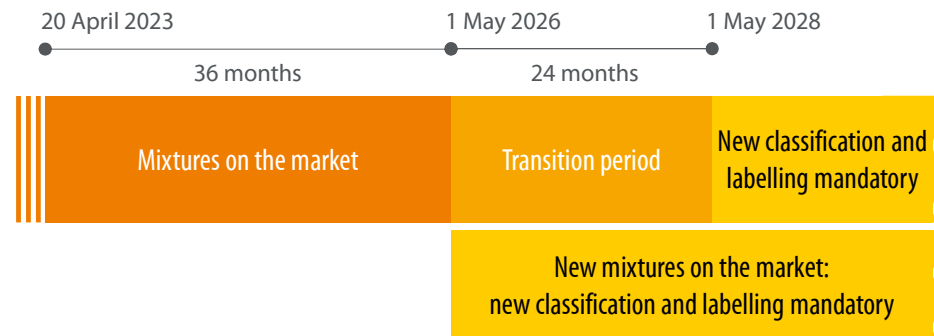 20 April 2023
1 May 2026
1 May 2028
36 months
24 months
Mixtures on the market
Transition period
New classification and
labelling mandatory
New mixtures on the market:
new classification and labelling mandatory